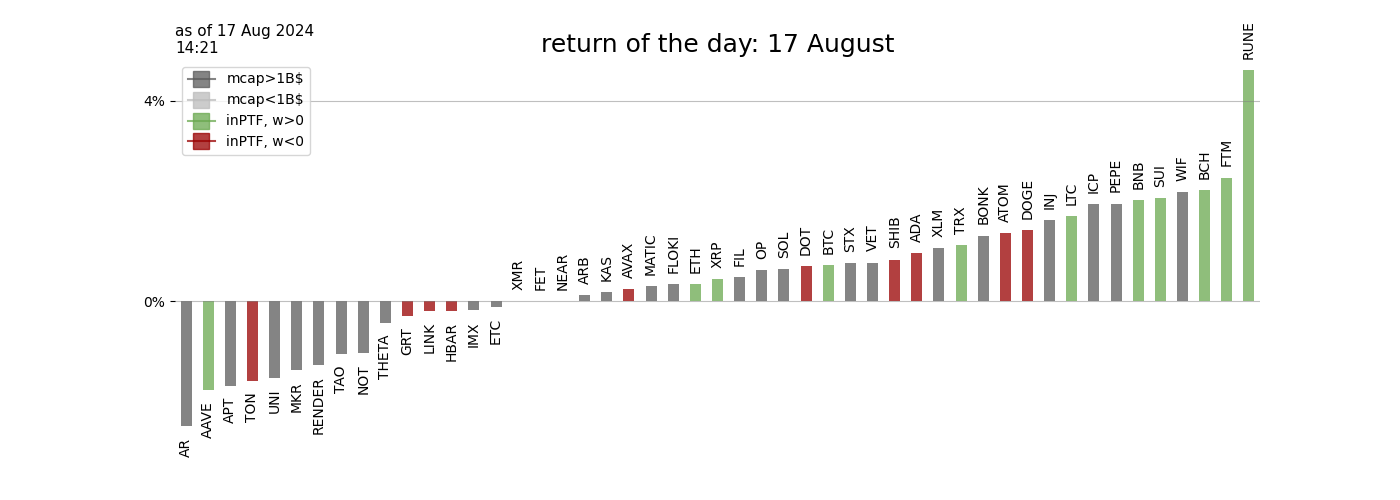 as of 17 Aug 2024
14:21
return of the day: 17 August
mcap>1B$
mcap<1B$
inPTF, w>0
inPTF, w<0
4%
0%
AR
AAVE
APT
TON
UNI
MKR
RENDER
TAO
NOT
THETA
GRT
LINK
HBAR
IMX
ETC
XMR
FET
NEAR
ARB
KAS
AVAX
MATIC
FLOKI
ETH
XRP
FIL
OP
SOL
DOT
BTC
STX
VET
SHIB
ADA
XLM
TRX
BONK
ATOM
DOGE
INJ
LTC
ICP
PEPE
BNB
SUI
WIF
BCH
FTM
RUNE